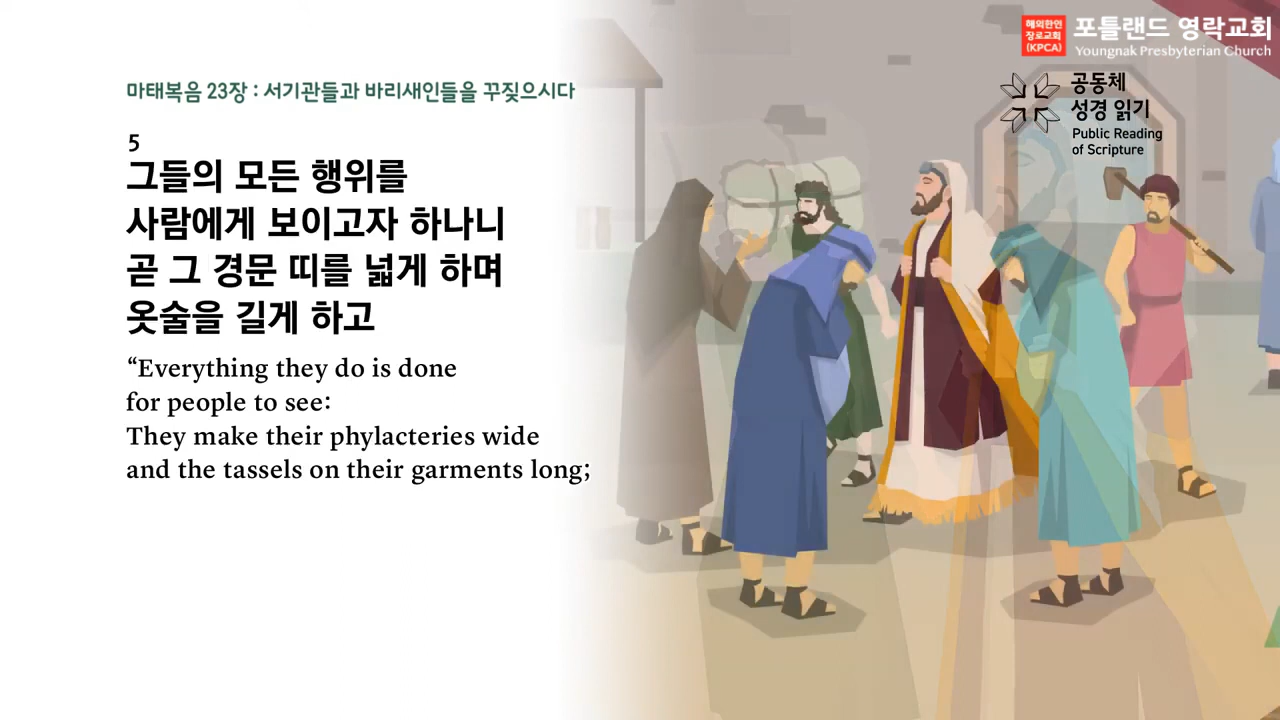 해외한인
장로교회
(KPCA)
포틀랜드 영락교회
Youngnak Presbyterian Church
마태복음 23장 : 서기관들과 바리새인들을 꾸짖으시다
공동체
성경 읽기
Public Reading
of Scripture
5
그들의 모든 행위를
사람에게 보이고자 하나니
곧 그 경문 띠를 넓게 하며
옷술을 길게 하고
“Everything they do is done
for people to see:
They make their phylacteries wide
and the tassels on their garments long;